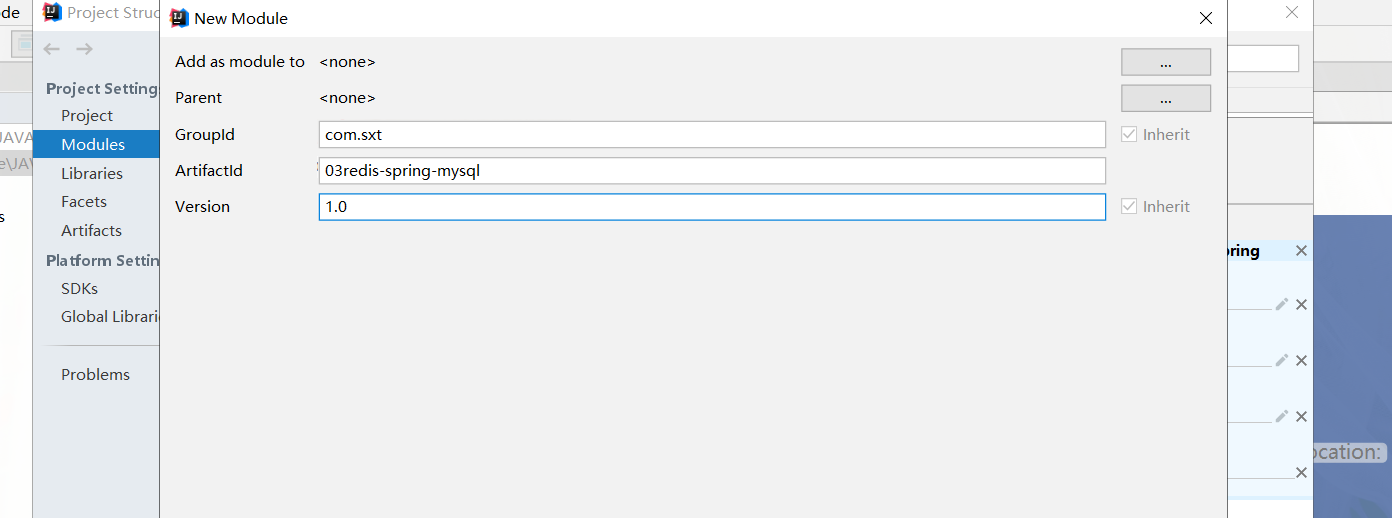 New Module
Add as module to <none> ...
Parent <none> ...
GroupId com.sxt Inherit
ArtifactId 03redis-spring-mysql
Version 1.0 Inherit
Project Struc
Project Setting
Project
Modules
Libraries
Facets
Artifacts
Platform Settin
SDKs
Global Librari
Problems
ode
JAVA
e\JAV
s
ring
ocation: